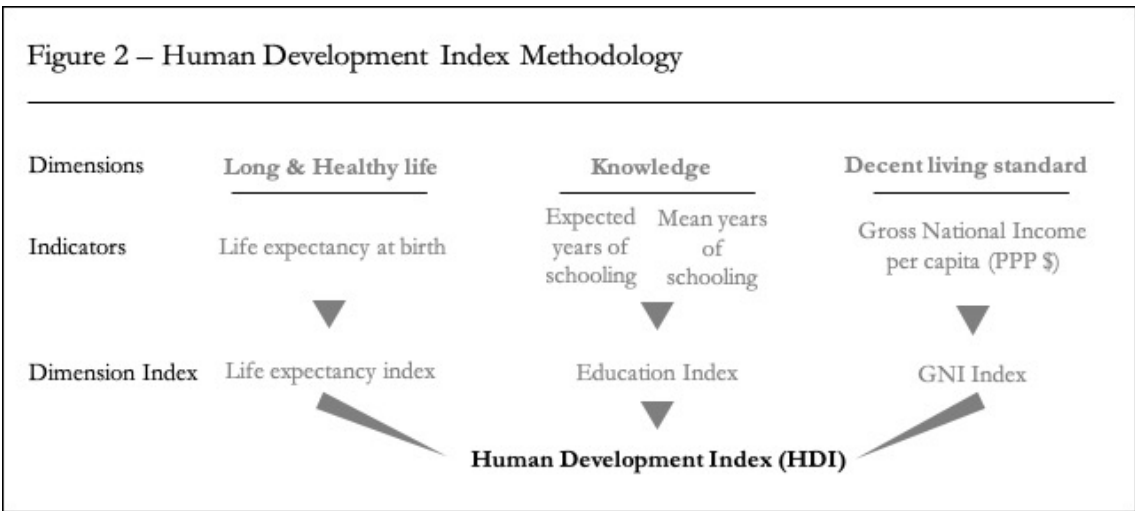 Figure 2 – Human Development Index Methodology
Dimensions
Long & Healthy life
Knowledge
Decent living standard
Indicators
Life expectancy at birth
Expected
years of
schooling
Mean years
of
schooling
Gross National Income
per capita (PPP $)
Dimension Index
Life expectancy index
Education Index
GNI Index
Human Development Index (HDI)